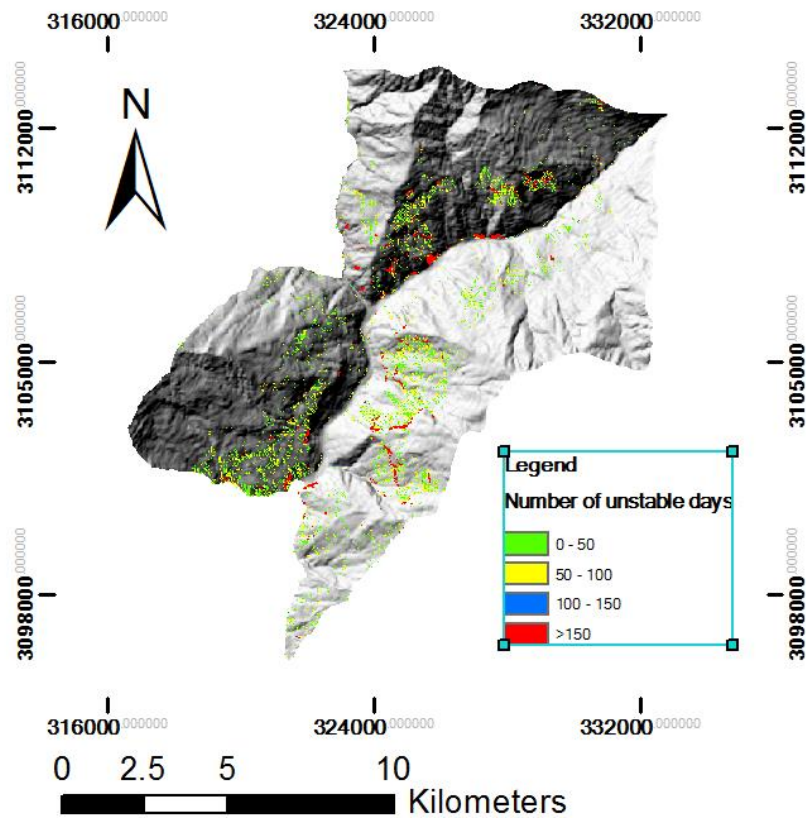 316000.000000 324000.000000 332000.000000
N
3112000.000000 3112000.000000
3105000.000000 3105000.000000
Legend
Number of unstable days
0 - 50
50 - 100
100 - 150
>150
3098000.000000 3098000.000000
316000.000000 324000.000000 332000.000000
0 2.5 5 10
Kilometers